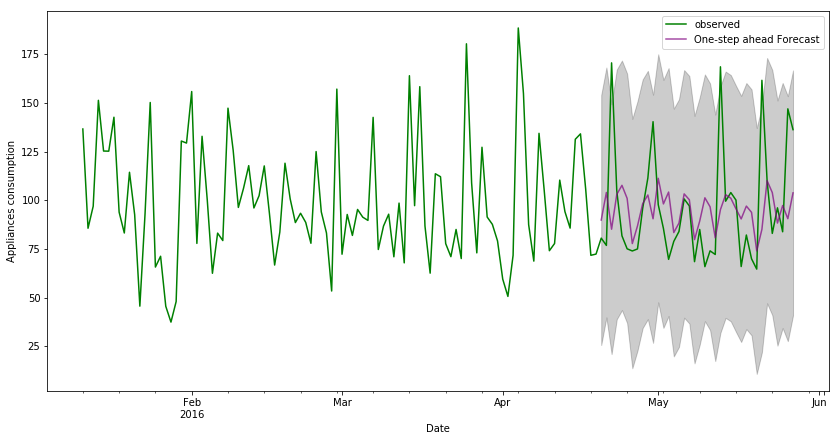 observed
One-step ahead Forecast
175
150
125
100
75
50
25
Appliances consumption
Feb Mar Apr May Jun
2016
Date